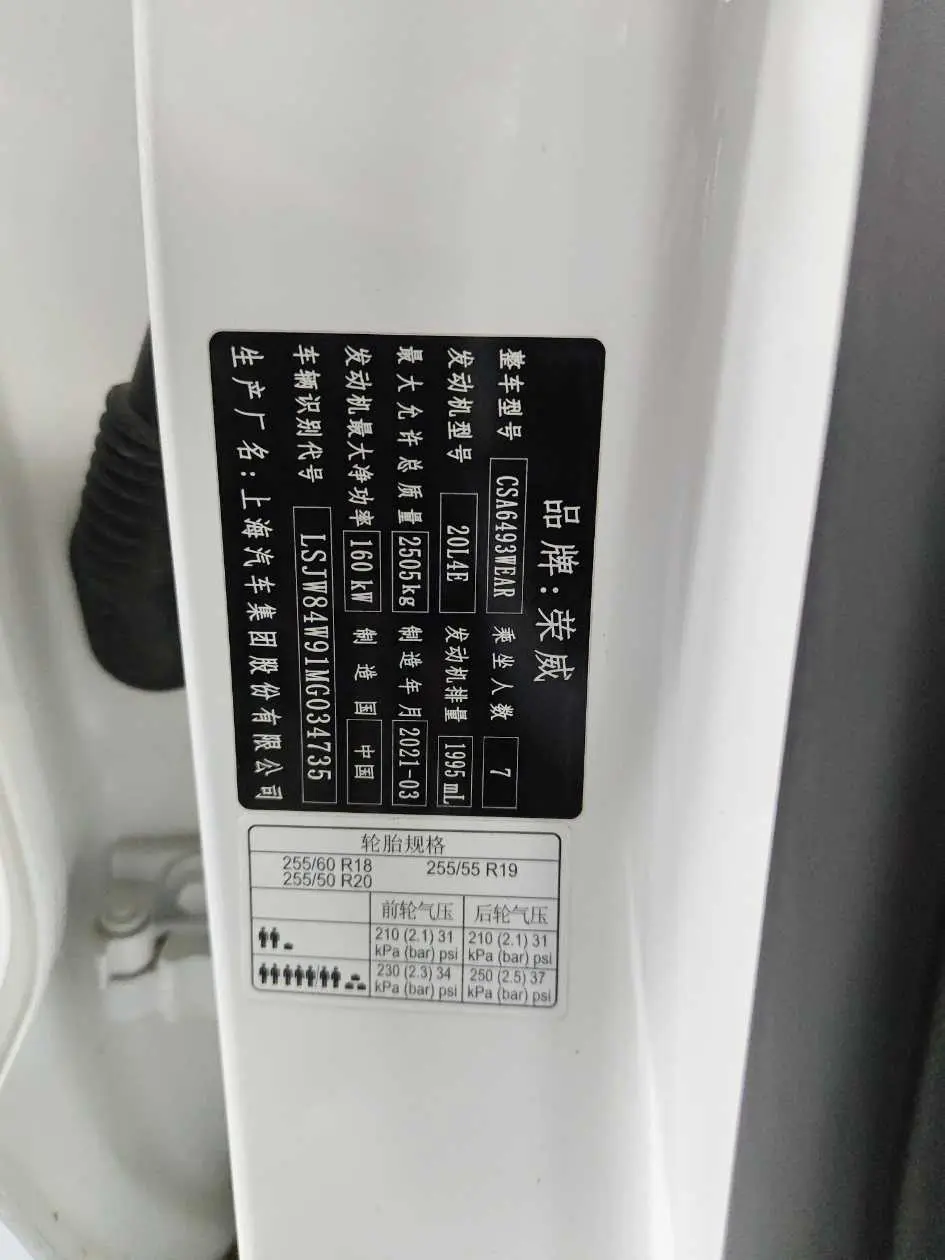 品牌:荣威
整车型号 CSA6493WEAR 乘坐人数 7
发动机型号 20L4E 发动机排量 1995mL
最大允许总质量 2505kg 制造年月 2021-03
发动机最大净功率 160kW 制造国 中国
车辆识别代号 LSJW84W91MG034735
生产厂名:上海汽车集团股份有限公司
轮胎规格
255/60 R18 255/55 R19
255/50 R20
前轮气压 后轮气压
210 (2.1) 31 210 (2.1) 31
kPa (bar) psi kPa (bar) psi
230 (2.3) 34 250 (2.5) 37
kPa (bar) psi kPa (bar) psi